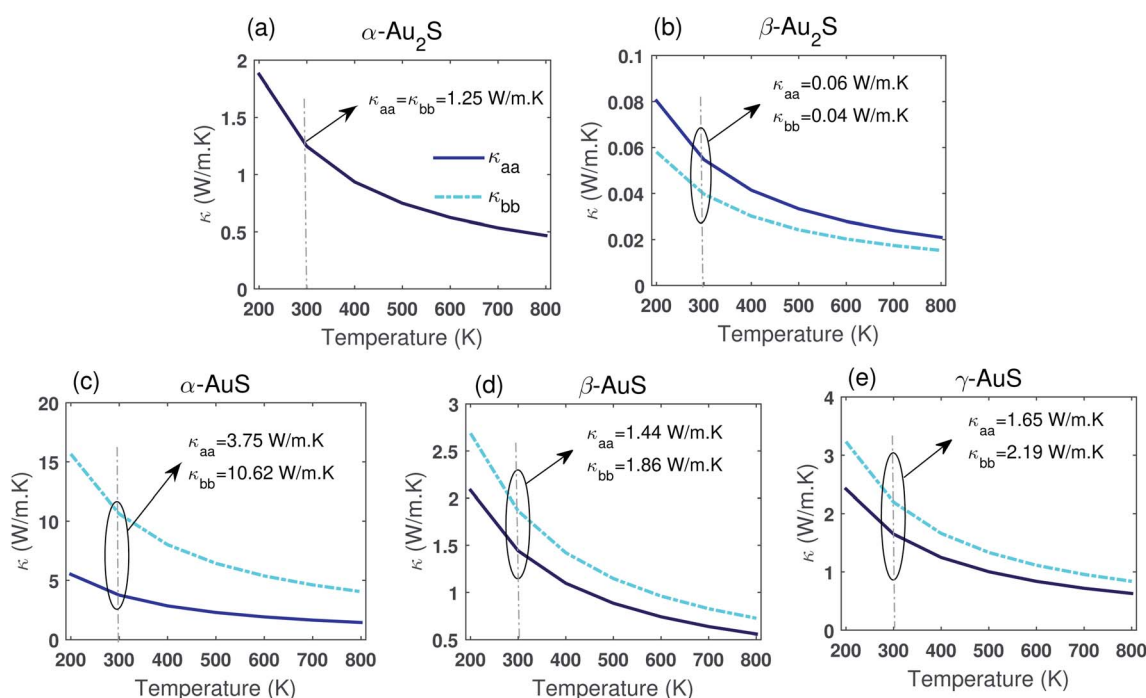 (a)
α-Au₂S
κ (W/m.K)
2
1.5
1
0.5
0
κaa=κbb=1.25 W/m.K
κaa
κbb
200 300 400 500 600 700 800
Temperature (K)
(b)
β-Au₂S
κ (W/m.K)
0.1
0.08
0.06
0.04
0.02
0
κaa=0.06 W/m.K
κbb=0.04 W/m.K
200 300 400 500 600 700 800
Temperature (K)
(c)
α-AuS
κ (W/m.K)
20
15
10
5
0
κaa=3.75 W/m.K
κbb=10.62 W/m.K
200 300 400 500 600 700 800
Temperature (K)
(d)
β-AuS
κ (W/m.K)
3
2.5
2
1.5
1
0.5
κaa=1.44 W/m.K
κbb=1.86 W/m.K
200 300 400 500 600 700 800
Temperature (K)
(e)
γ-AuS
κ (W/m.K)
4
3
2
1
0
κaa=1.65 W/m.K
κbb=2.19 W/m.K
200 300 400 500 600 700 800
Temperature (K)